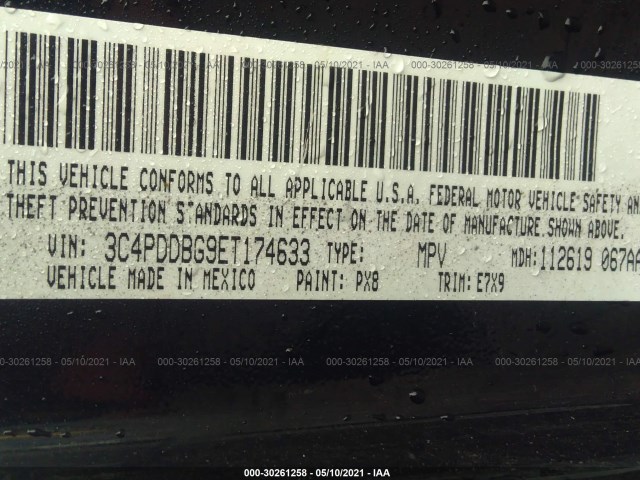 THIS VEHICLE CONFORMS TO ALL APPLICABLE U.S.A. FEDERAL MOTOR VEHICLE SAFETY AN
THEFT PREVENTION STANDARDS IN EFFECT ON THE DATE OF MANUFACTURE SHOWN ABOVE.
VIN: 3C4PDDBG9ET174633 TYPE: MPV MDH:112619 067AA
VEHICLE MADE IN MEXICO PAINT: PX8 TRIM: E7X9
000-30261258 - 05/10/2021 - IAA